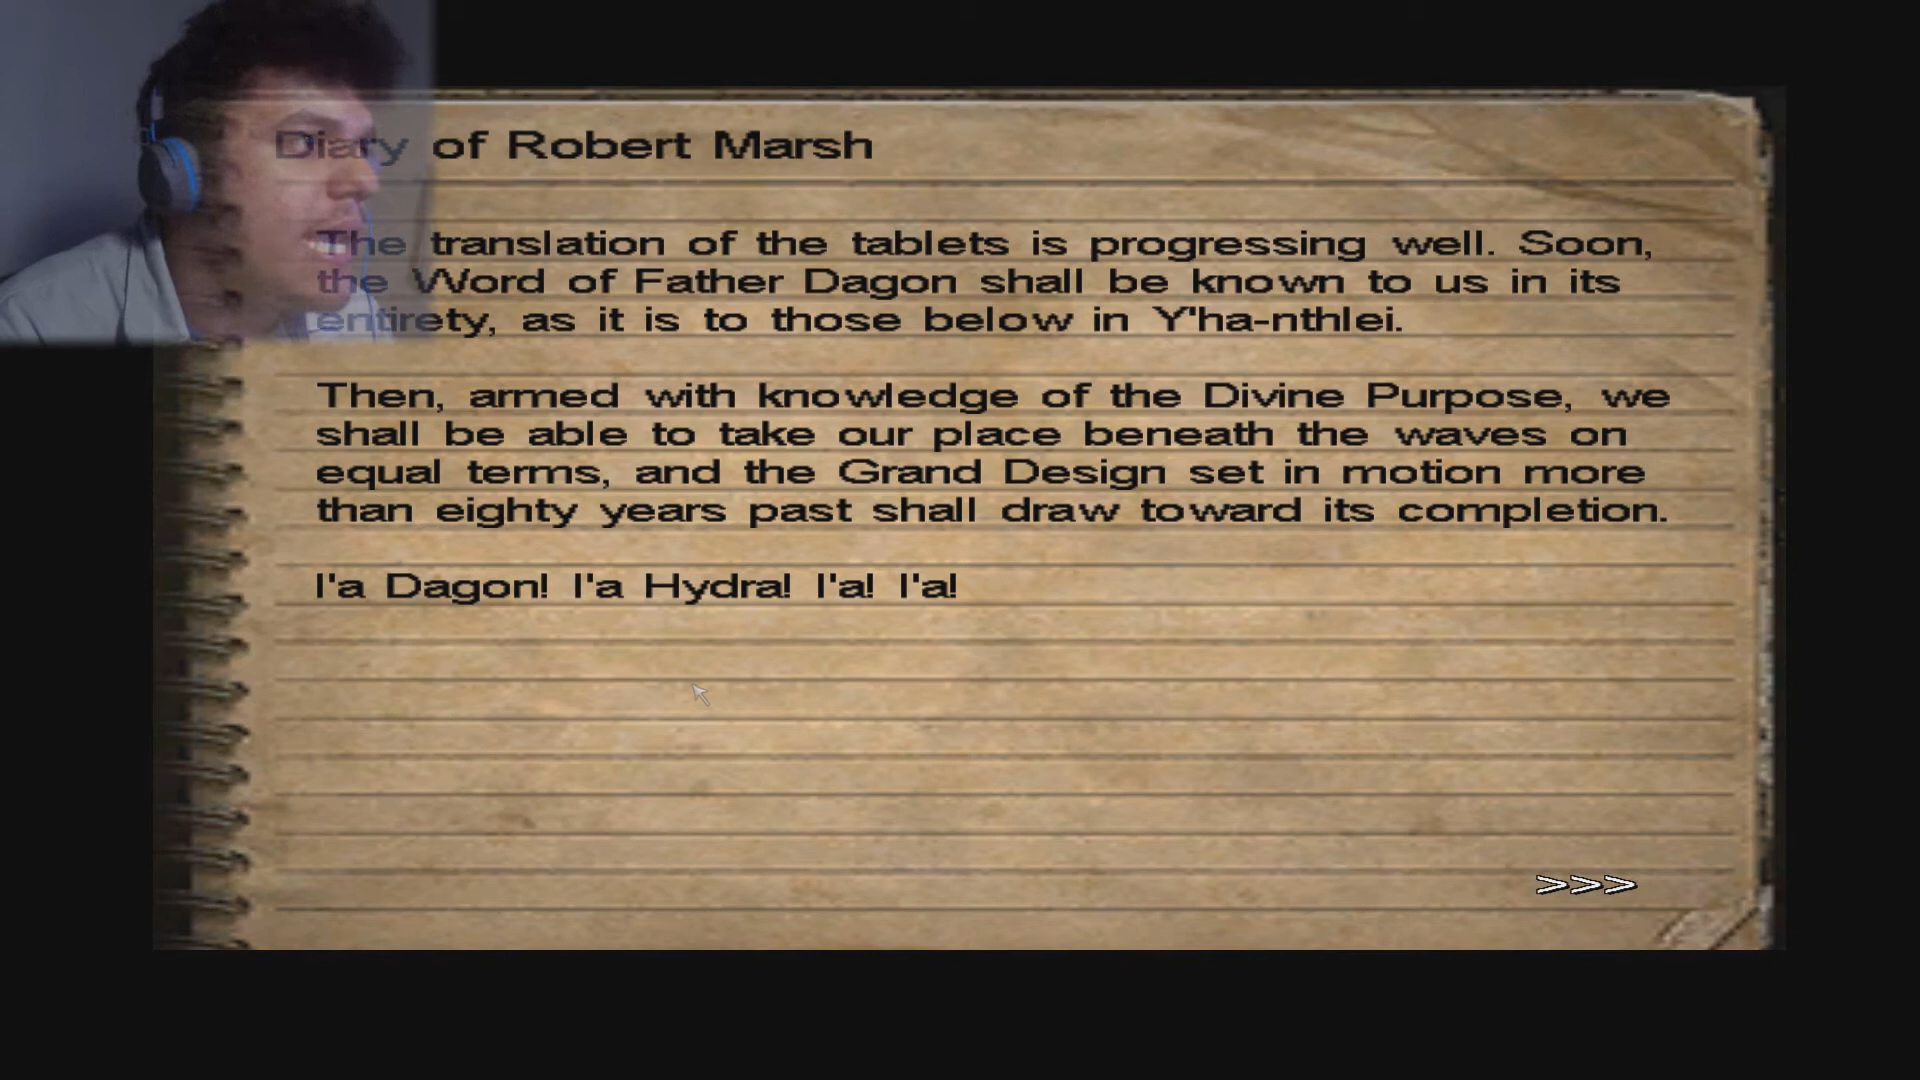 Diary of Robert Marsh
The translation of the tablets is progressing well. Soon,
the Word of Father Dagon shall be known to us in its
entirety, as it is to those below in Y'ha-nthlei.
Then, armed with knowledge of the Divine Purpose, we
shall be able to take our place beneath the waves on
equal terms, and the Grand Design set in motion more
than eighty years past shall draw toward its completion.
I'a Dagon! I'a Hydra! I'a! I'a!
>>>